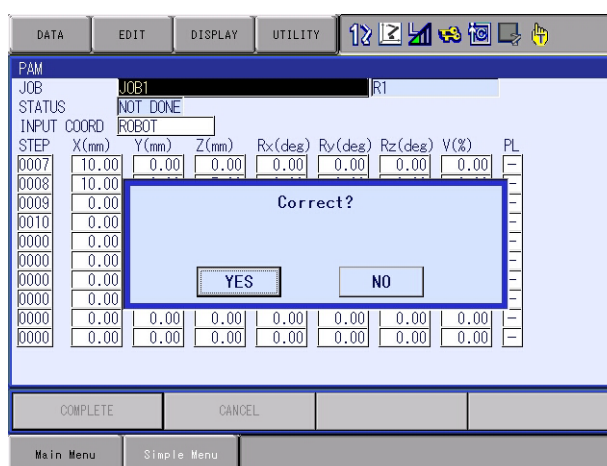 DATA EDIT DISPLAY UTILITY
PAM
JOB JOB1 R1
STATUS NOT DONE
INPUT COORD ROBOT
STEP X(mm) Y(mm) Z(mm) Rx(deg) Ry(deg) Rz(deg) V(%) PL
0007 10.00 0.00 0.00 0.00 0.00 0.00 0.00 –
0008 10.00 –
0009 0.00 –
Correct?
0010 0.00 –
0000 0.00 –
0000 0.00 –
YES NO
0000 0.00 –
0000 0.00 –
0000 0.00 0.00 0.00 0.00 0.00 0.00 0.00 –
0000 0.00 0.00 0.00 0.00 0.00 0.00 0.00 –
COMPLETE CANCEL
Main Menu Simple Menu